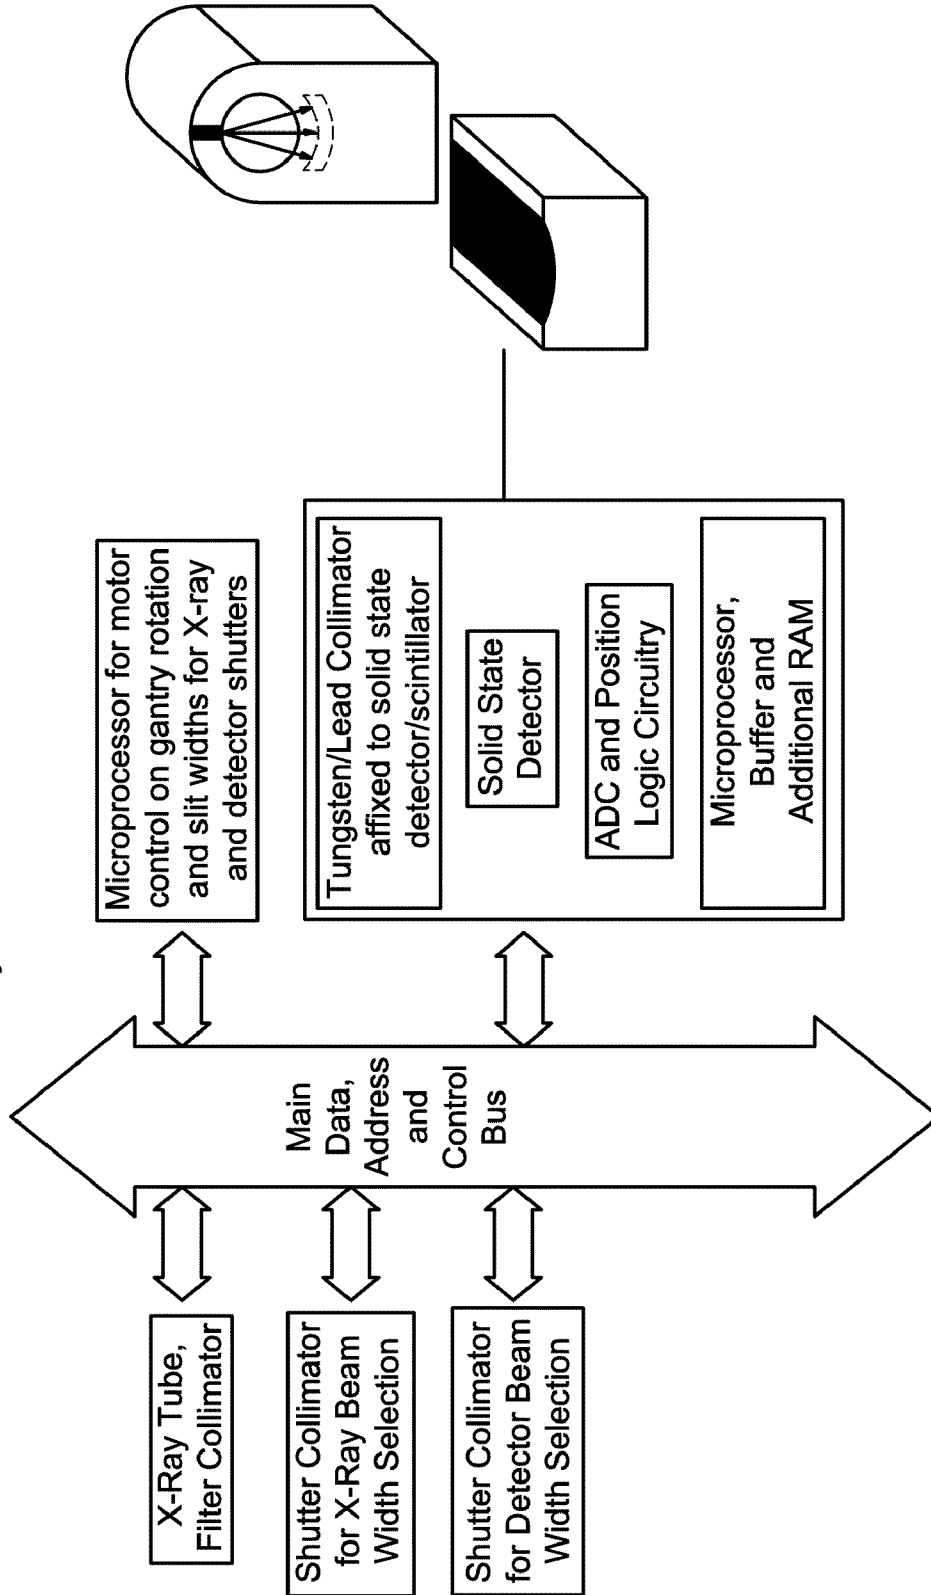 X-Ray Tube,
Filter Collimator
Shutter Collimator
for X-Ray Beam
Width Selection
Shutter Collimator
for Detector Beam
Width Selection
Main
Data,
Address
and
Control
Bus
Microprocessor for motor
control on gantry rotation
and slit widths for X-ray
and detector shutters
Tungsten/Lead Collimator
affixed to solid state
detector/scintillator
Solid State
Detector
ADC and Position
Logic Circuitry
Microprocessor,
Buffer and
Additional RAM